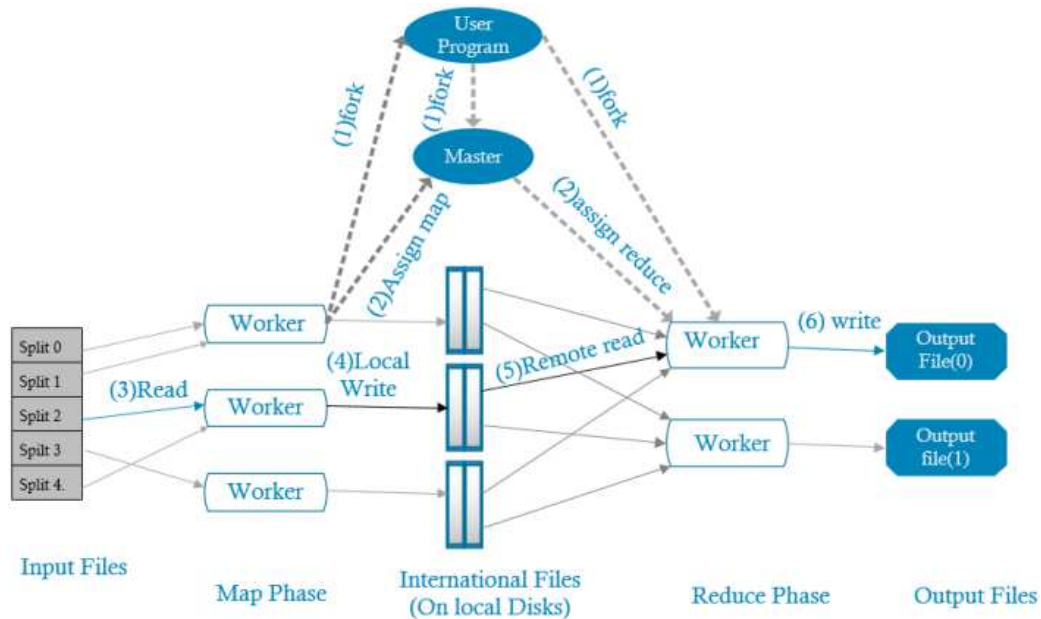 User
Program
(1)fork
(1)fork
(1)fork
Master
(2)Assign map
(2)assign reduce
Split 0
Split 1
Split 2
Spilt 3
Split 4.
(3)Read
Worker
Worker
Worker
(4)Local
Write
(5)Remote read
Worker
Worker
(6) write
Output
File(0)
Output
file(1)
Input Files
Map Phase
International Files
(On local Disks)
Reduce Phase
Output Files